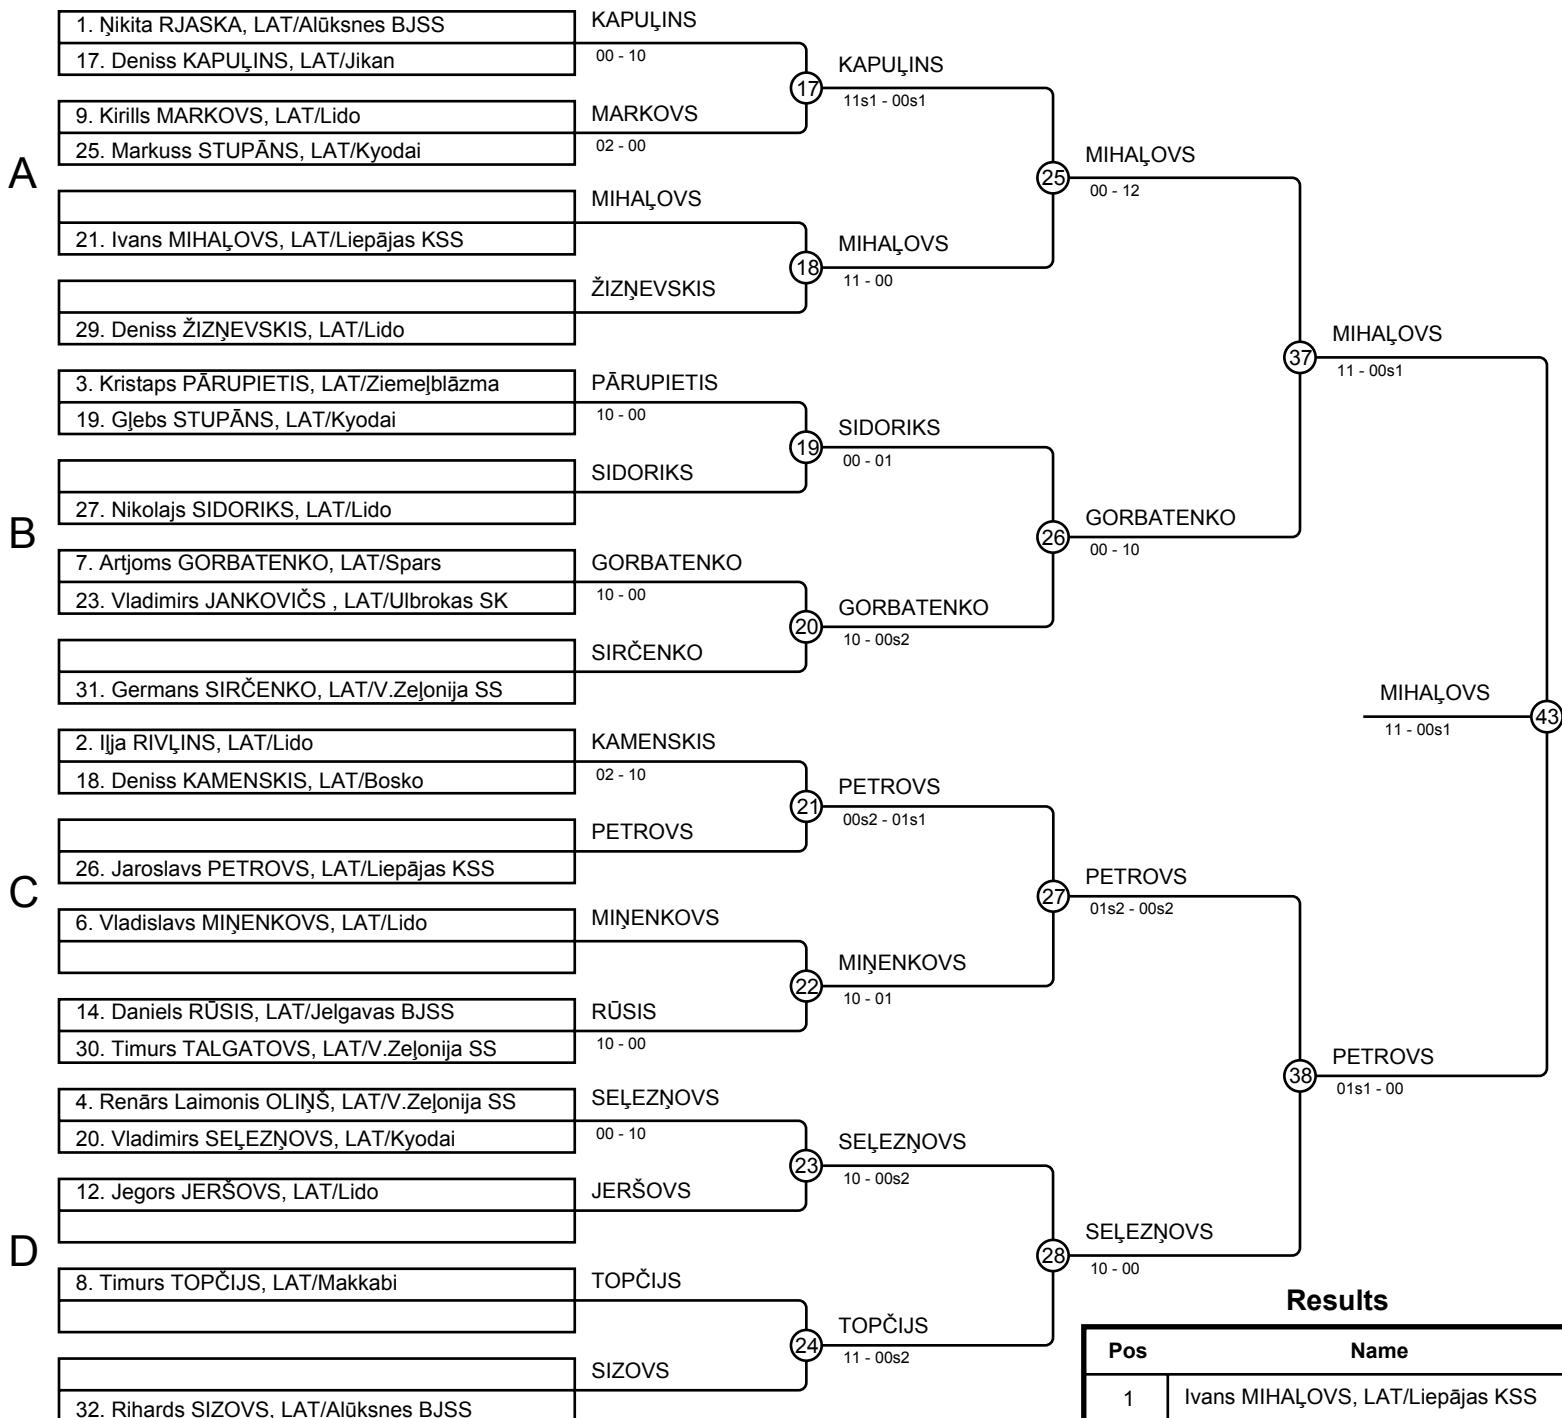 1. Ņikita RJASKA, LAT/Alūksnes BJSS
17. Deniss KAPUĻINS, LAT/Jikan
KAPUĻINS
00 - 10
9. Kirills MARKOVS, LAT/Lido
25. Markuss STUPĀNS, LAT/Kyodai
MARKOVS
02 - 00
17
KAPUĻINS
11s1 - 00s1
A
MIHAĻOVS
21. Ivans MIHAĻOVS, LAT/Liepājas KSS
ŽIZŅEVSKIS
29. Deniss ŽIZŅEVSKIS, LAT/Lido
18
MIHAĻOVS
11 - 00
25
MIHAĻOVS
00 - 12
3. Kristaps PĀRUPIETIS, LAT/Ziemeļblāzma
19. Gļebs STUPĀNS, LAT/Kyodai
PĀRUPIETIS
10 - 00
SIDORIKS
27. Nikolajs SIDORIKS, LAT/Lido
19
SIDORIKS
00 - 01
B
7. Artjoms GORBATENKO, LAT/Spars
23. Vladimirs JANKOVIČS , LAT/Ulbrokas SK
GORBATENKO
10 - 00
SIRČENKO
31. Germans SIRČENKO, LAT/V.Zeļonija SS
20
GORBATENKO
10 - 00s2
26
GORBATENKO
00 - 10
37
MIHAĻOVS
11 - 00s1
2. Iļja RIVĻINS, LAT/Lido
18. Deniss KAMENSKIS, LAT/Bosko
KAMENSKIS
02 - 10
PETROVS
26. Jaroslavs PETROVS, LAT/Liepājas KSS
21
PETROVS
00s2 - 01s1
C
6. Vladislavs MIŅENKOVS, LAT/Lido
MIŅENKOVS
14. Daniels RŪSIS, LAT/Jelgavas BJSS
30. Timurs TALGATOVS, LAT/V.Zeļonija SS
RŪSIS
10 - 00
22
MIŅENKOVS
10 - 01
27
PETROVS
01s2 - 00s2
4. Renārs Laimonis OLIŅŠ, LAT/V.Zeļonija SS
20. Vladimirs SEĻEZŅOVS, LAT/Kyodai
SEĻEZŅOVS
00 - 10
12. Jegors JERŠOVS, LAT/Lido
JERŠOVS
23
SEĻEZŅOVS
10 - 00s2
D
8. Timurs TOPČIJS, LAT/Makkabi
TOPČIJS
SIZOVS
32. Rihards SIZOVS, LAT/Alūksnes BJSS
24
TOPČIJS
11 - 00s2
28
SEĻEZŅOVS
10 - 00
38
PETROVS
01s1 - 00
MIHAĻOVS
11 - 00s1
43
Results
Pos Name
1 Ivans MIHAĻOVS, LAT/Liepājas KSS